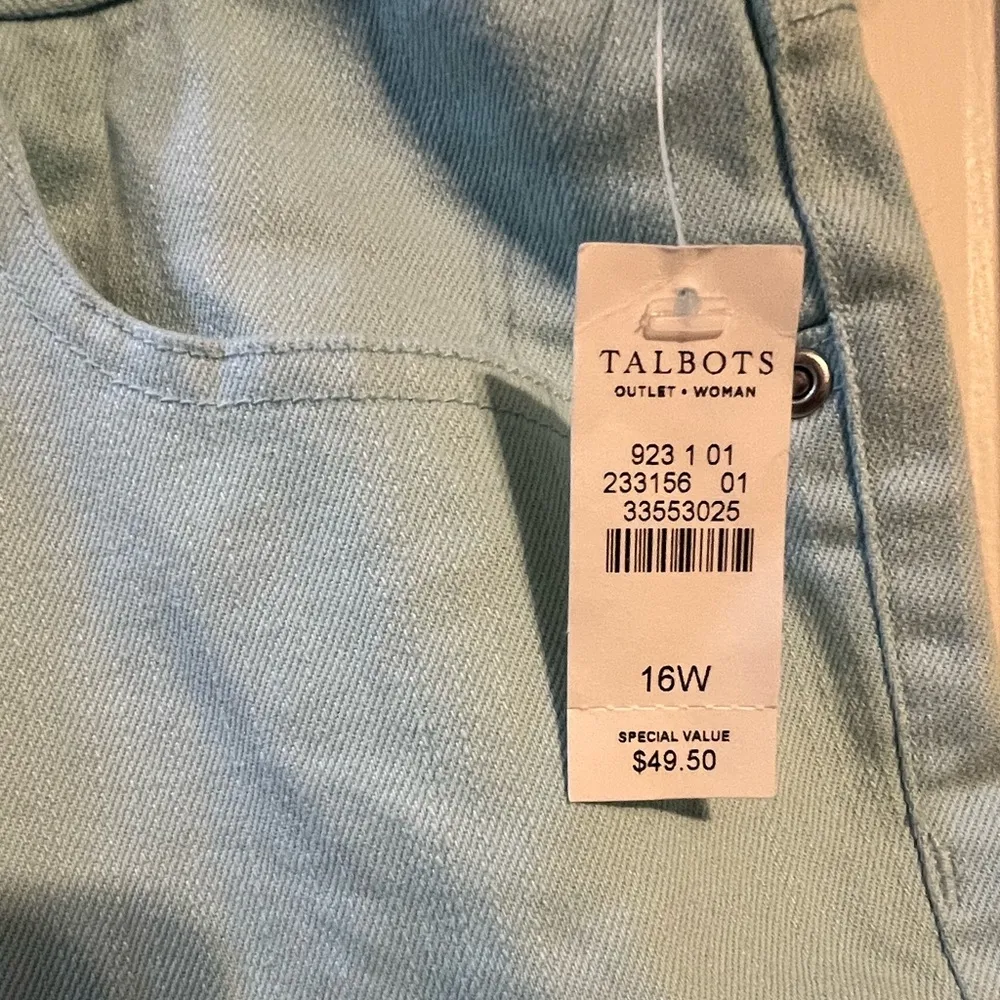 TALBOTS
OUTLET • WOMAN
923 1 01
233156 01
33553025
16W
SPECIAL VALUE
$49.50